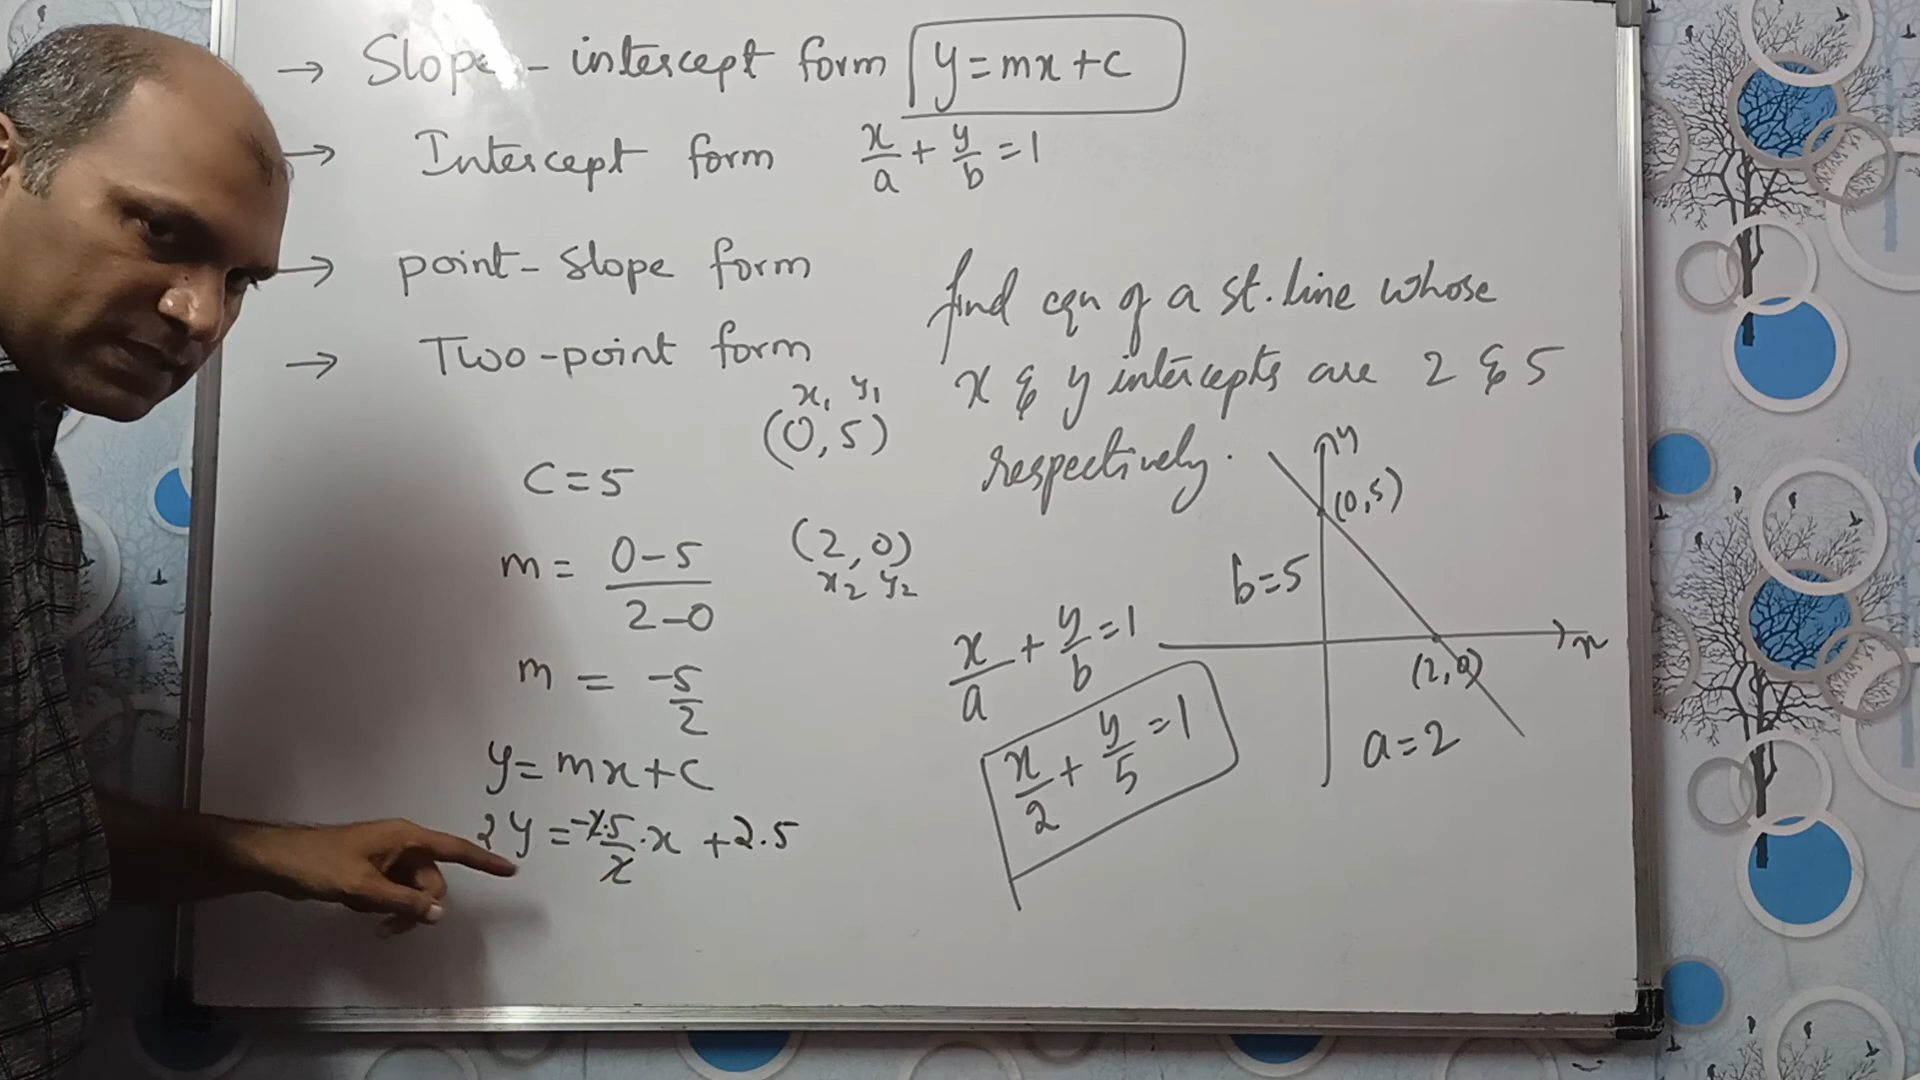 → Slope - intercept form y = mx + c
→ Intercept form x/a + y/b = 1
→ point - slope form
→ Two-point form
find eqn of a st. line whose
x & y intercepts are 2 & 5
respectively.
x₁ y₁
(0, 5)
C = 5
m = 0-5/2-0
(2, 0)
x₂ y₂
m = -5/2
y = mx + c
2y = -2·5/2 · x + 2·5
x/a + y/b = 1
x/2 + y/5 = 1
y
(0,5)
b = 5
x
(2,0)
a = 2